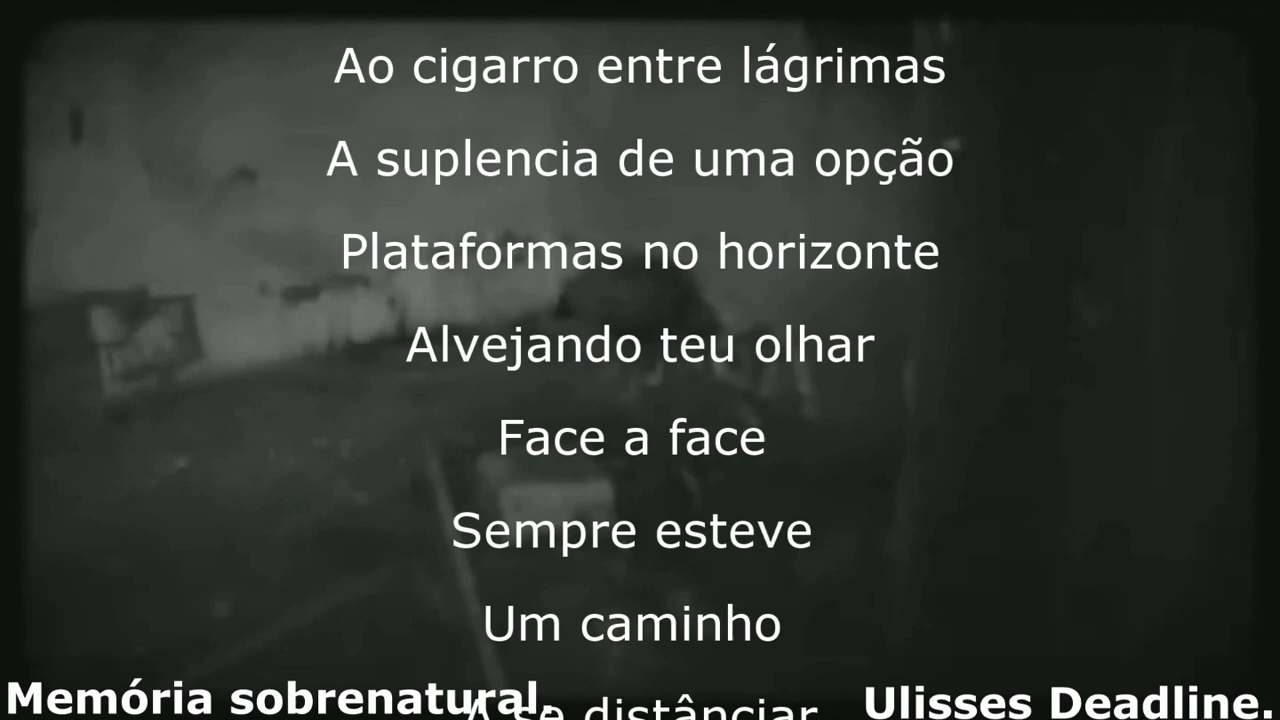 Ao cigarro entre lágrimas
A suplencia de uma opção
Plataformas no horizonte
Alvejando teu olhar
Face a face
Sempre esteve
Um caminho
A se distânciar
Memória sobrenatural.
Ulisses Deadline.